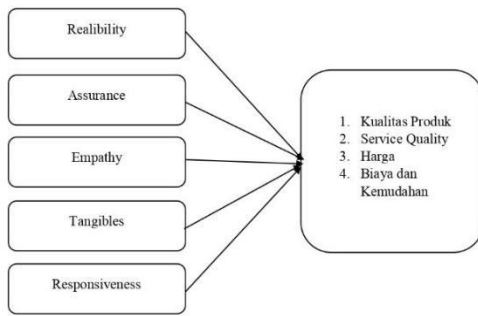 Realibility
Assurance
Empathy
Tangibles
Responsiveness
1. Kualitas Produk
2. Service Quality
3. Harga
4. Biaya dan
Kemudahan